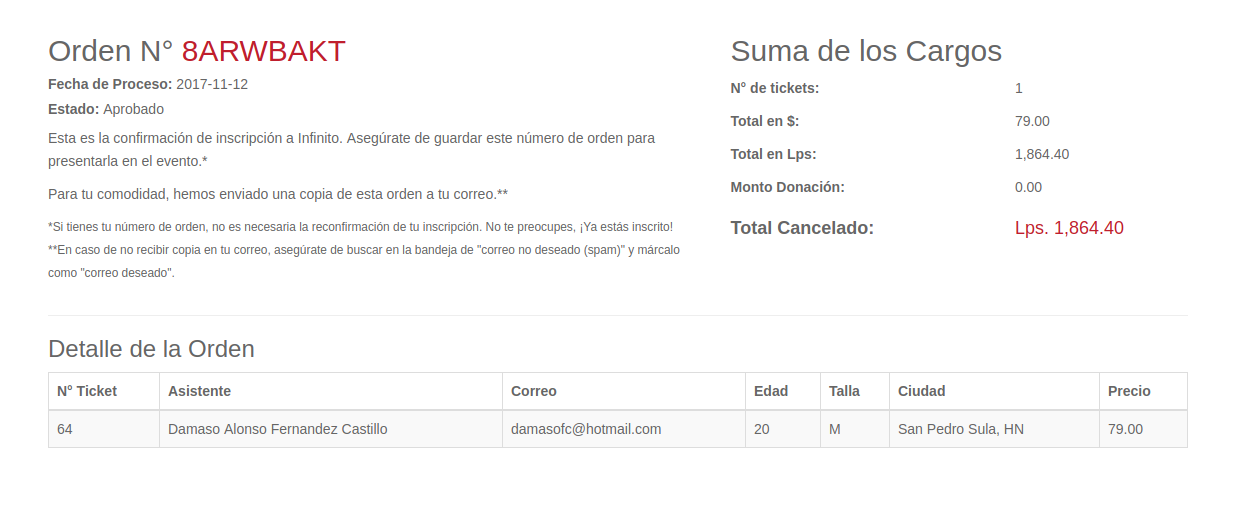 Orden N° 8ARWBAKT
Fecha de Proceso: 2017-11-12
Estado: Aprobado
Esta es la confirmación de inscripción a Infinito. Asegúrate de guardar este número de orden para
presentarla en el evento.*
Para tu comodidad, hemos enviado una copia de esta orden a tu correo.**
*Si tienes tu número de orden, no es necesaria la reconfirmación de tu inscripción. No te preocupes, ¡Ya estás inscrito!
**En caso de no recibir copia en tu correo, asegúrate de buscar en la bandeja de "correo no deseado (spam)" y márcalo
como "correo deseado".
Suma de los Cargos
N° de tickets: 1
Total en $: 79.00
Total en Lps: 1,864.40
Monto Donación: 0.00
Total Cancelado: Lps. 1,864.40
Detalle de la Orden
N° Ticket Asistente Correo Edad Talla Ciudad Precio
64 Damaso Alonso Fernandez Castillo damasofc@hotmail.com 20 M San Pedro Sula, HN 79.00